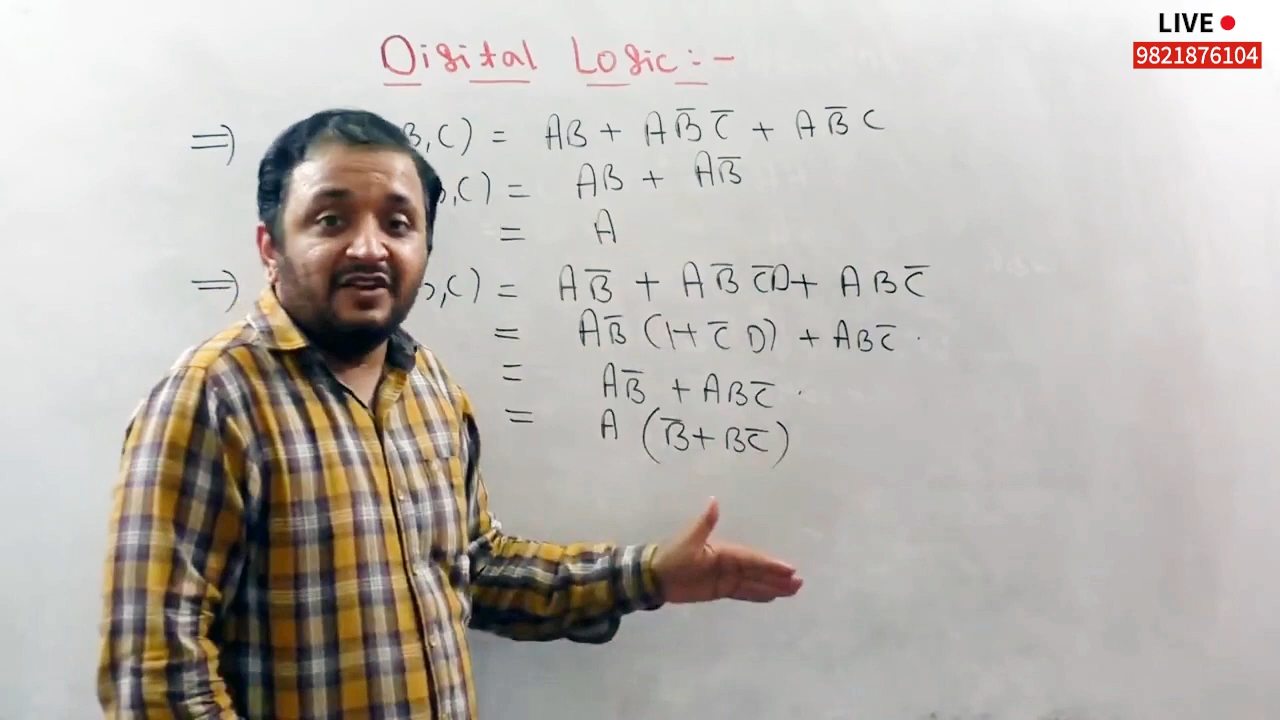 LIVE
9821876104
Digital Logic :-
⇒ B,C) = AB + AB̅C̅ + AB̅C
,C) = AB + AB̅
= A
⇒ ,C) = AB̅ + AB̅C̅D + ABC̅
= AB̅ (1+C̅D) + ABC̅.
= AB̅ + ABC̅.
= A (B̅+BC̅)